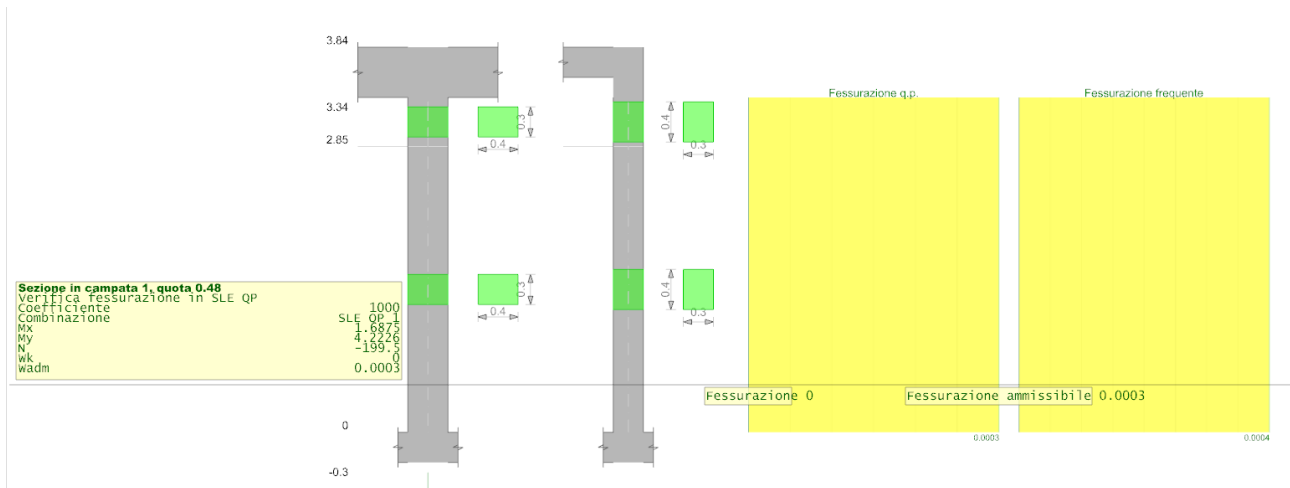 3.84
3.34
2.85
0.3
0.4
0.4
0.3
0.3
0.4
0.4
0.3
0
-0.3
Fessurazione q.p.
Fessurazione frequente
Sezione in campata 1, quota 0.48
Verifica fessurazione in SLE QP
Coefficiente 1000
Combinazione SLE QP 1
Mx 1.6875
My 4.2226
N -199.5
Wk 0
Wadm 0.0003
Fessurazione 0
Fessurazione ammissibile 0.0003
0.0003
0.0004